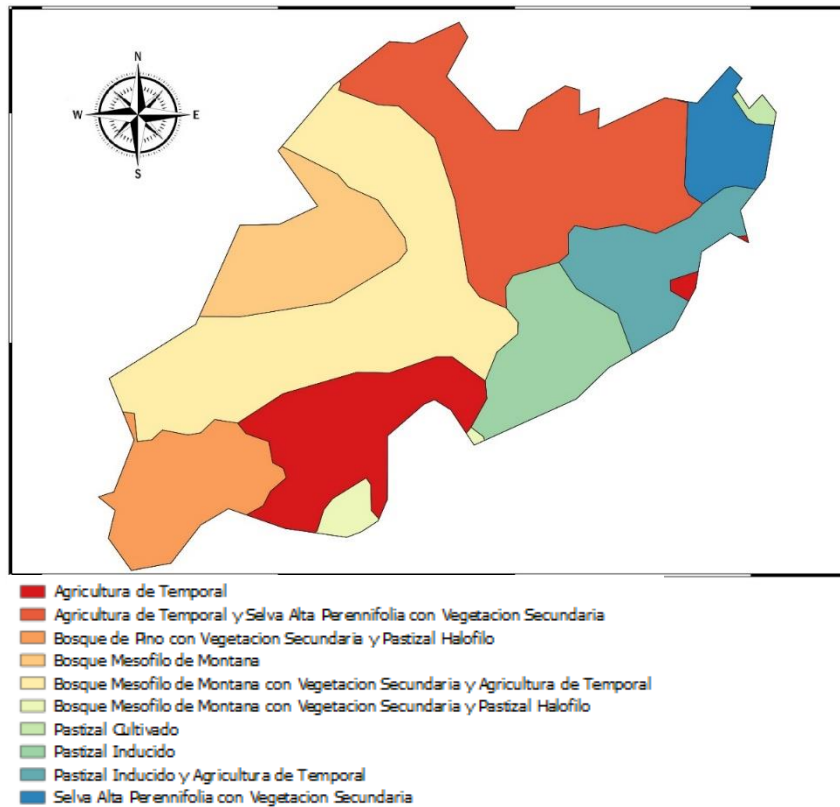 N
W E
S
Agricultura de Temporal
Agricultura de Temporal y Selva Alta Perennifolia con Vegetacion Secundaria
Bosque de Pino con Vegetacion Secundaria y Pastizal Halofilo
Bosque Mesofilo de Montana
Bosque Mesofilo de Montana con Vegetacion Secundaria y Agricultura de Temporal
Bosque Mesofilo de Montana con Vegetacion Secundaria y Pastizal Halofilo
Pastizal Cultivado
Pastizal Inducido
Pastizal Inducido y Agricultura de Temporal
Selva Alta Perennifolia con Vegetacion Secundaria